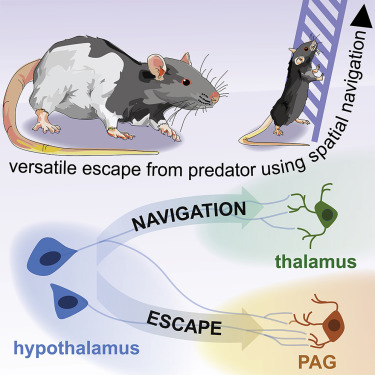 versatile escape from predator using spatial navigation
NAVIGATION
thalamus
ESCAPE
hypothalamus
PAG